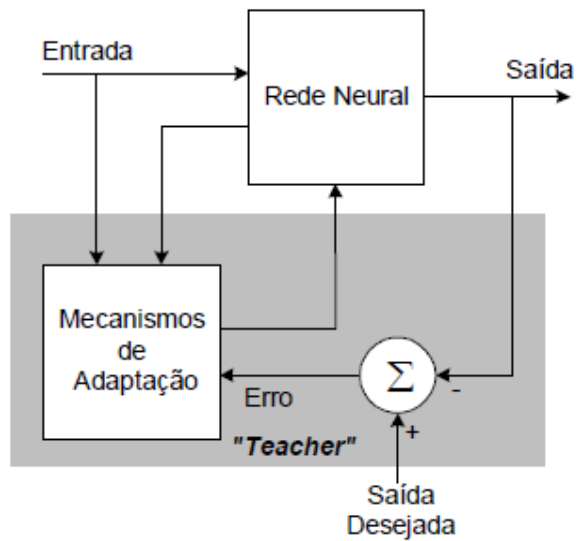 Entrada
Saída
Rede Neural
Mecanismos
de
Adaptação
Σ
-
Erro
+
"Teacher"
Saída
Desejada